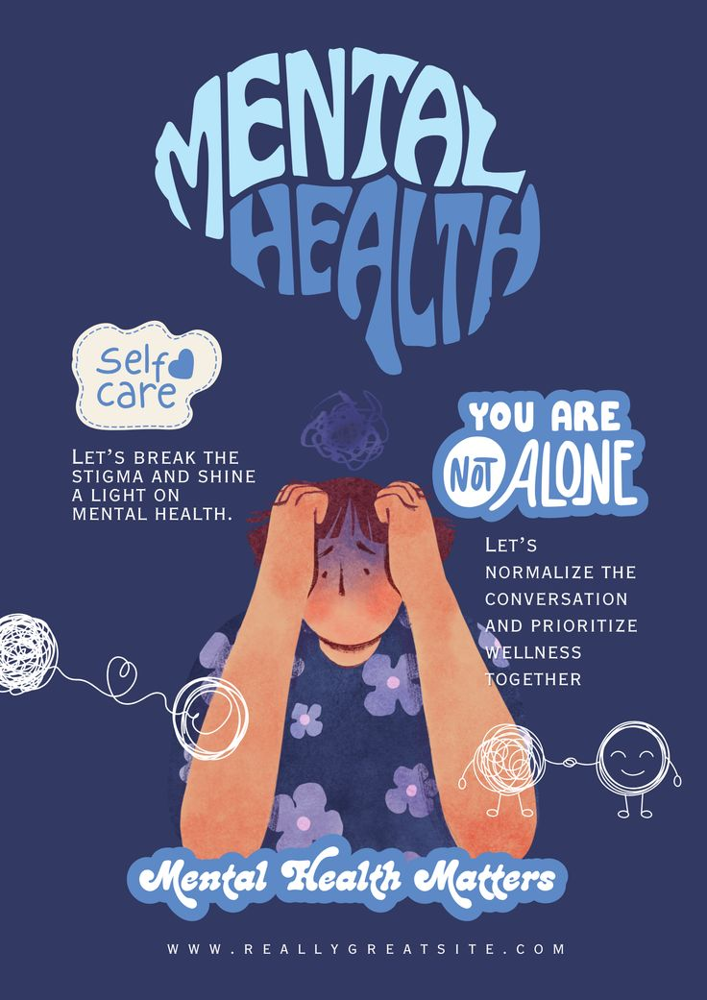 MENTAL
HEALTH
self
care
LET'S BREAK THE
STIGMA AND SHINE
A LIGHT ON
MENTAL HEALTH.
YOU ARE
NOT ALONE
LET'S
NORMALIZE THE
CONVERSATION
AND PRIORITIZE
WELLNESS
TOGETHER
Mental Health Matters
WWW.REALLYGREATSITE.COM